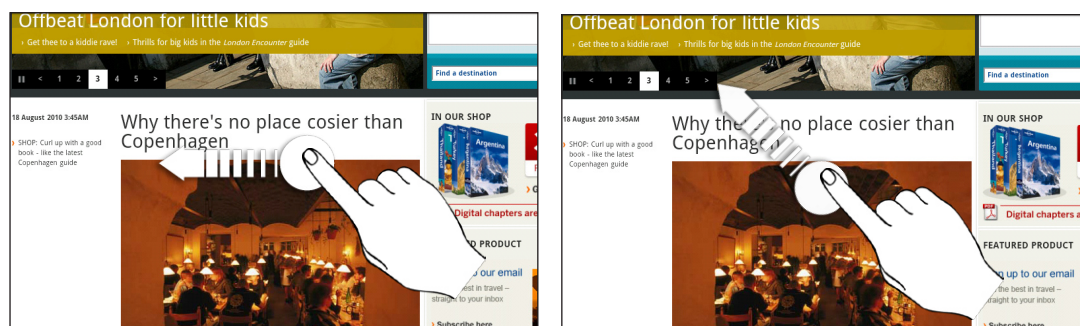 Offbeat London for little kids
› Get thee to a kiddie rave! › Thrills for big kids in the London Encounter guide
< 1 2 3 4 5 >
Find a destination
18 August 2010 3:45AM
SHOP: Curl up with a good
book - like the latest
Copenhagen guide
Why there's no place cosier than
Copenhagen
IN OUR SHOP
Argentina
Digital chapters are
PRODUCT
our email
est in travel –
straight to your inbox
› Subscribe here
Offbeat London for little kids
› Get thee to a kiddie rave! › Thrills for big kids in the London Encounter guide
< 1 2 3 4 5 >
Find a destination
18 August 2010 3:45AM
SHOP: Curl up with a good
book - like the latest
Copenhagen guide
Why the no place cosier than
Copenhagen
IN OUR SHOP
Argentina
PDF
Digital chapters a
FEATURED PRODUCT
up to our email
the best in travel –
straight to your inbox
› Subscribe here